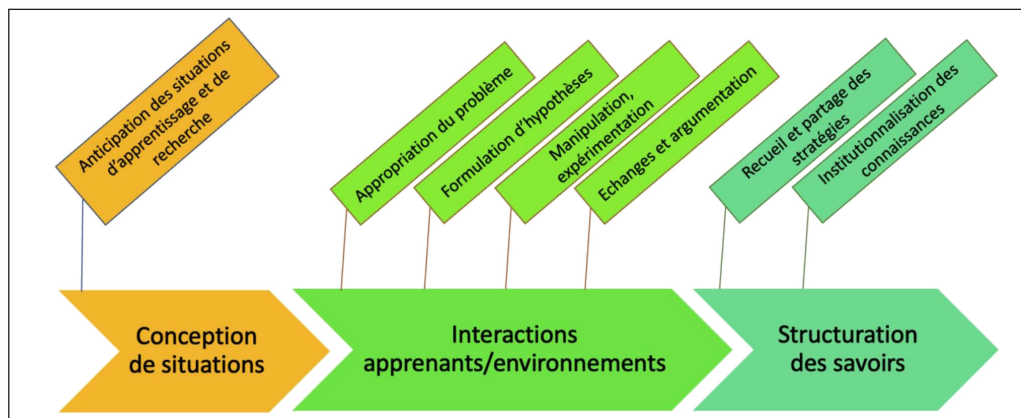 Anticipation des situations
d'apprentissage et de
recherche
Appropriation du problème
Formulation d'hypothèses
Manipulation,
expérimentation
Echanges et argumentation
Recueil et partage des
stratégies
Institutionnalisation des
connaissances
Conception
de situations
Interactions
apprenants/environnements
Structuration
des savoirs